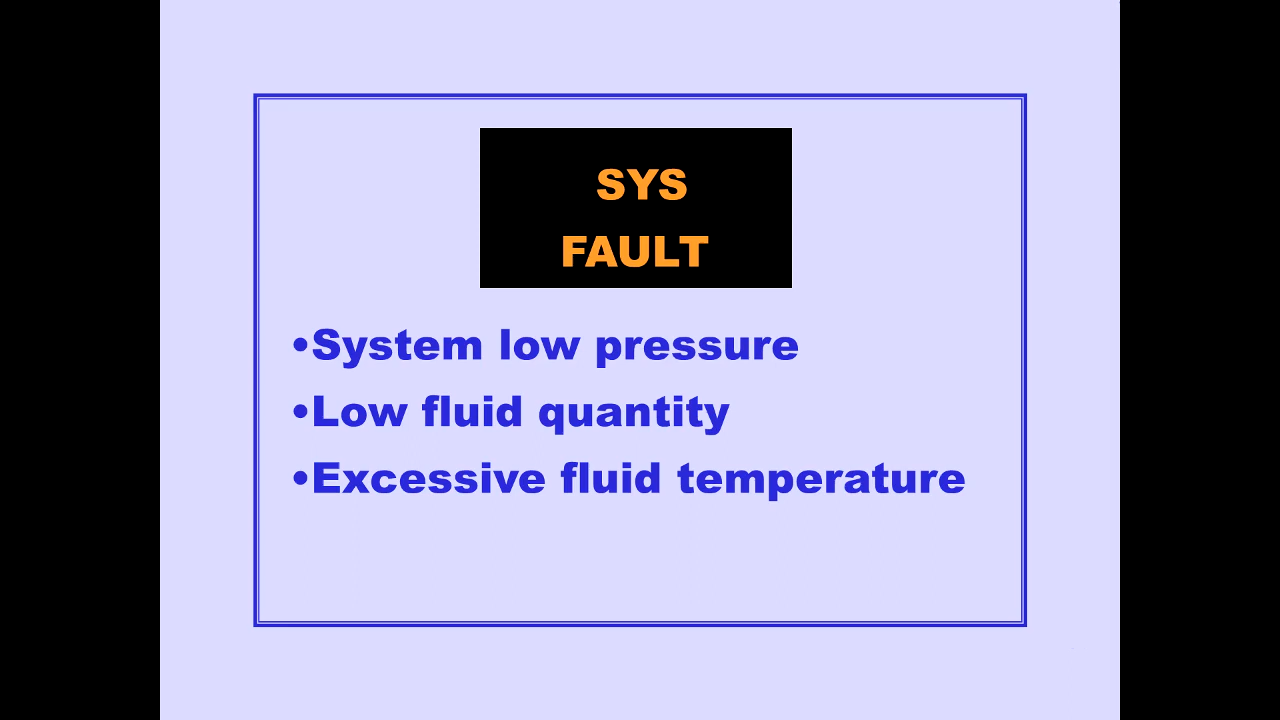 SYS
FAULT
•System low pressure
•Low fluid quantity
•Excessive fluid temperature